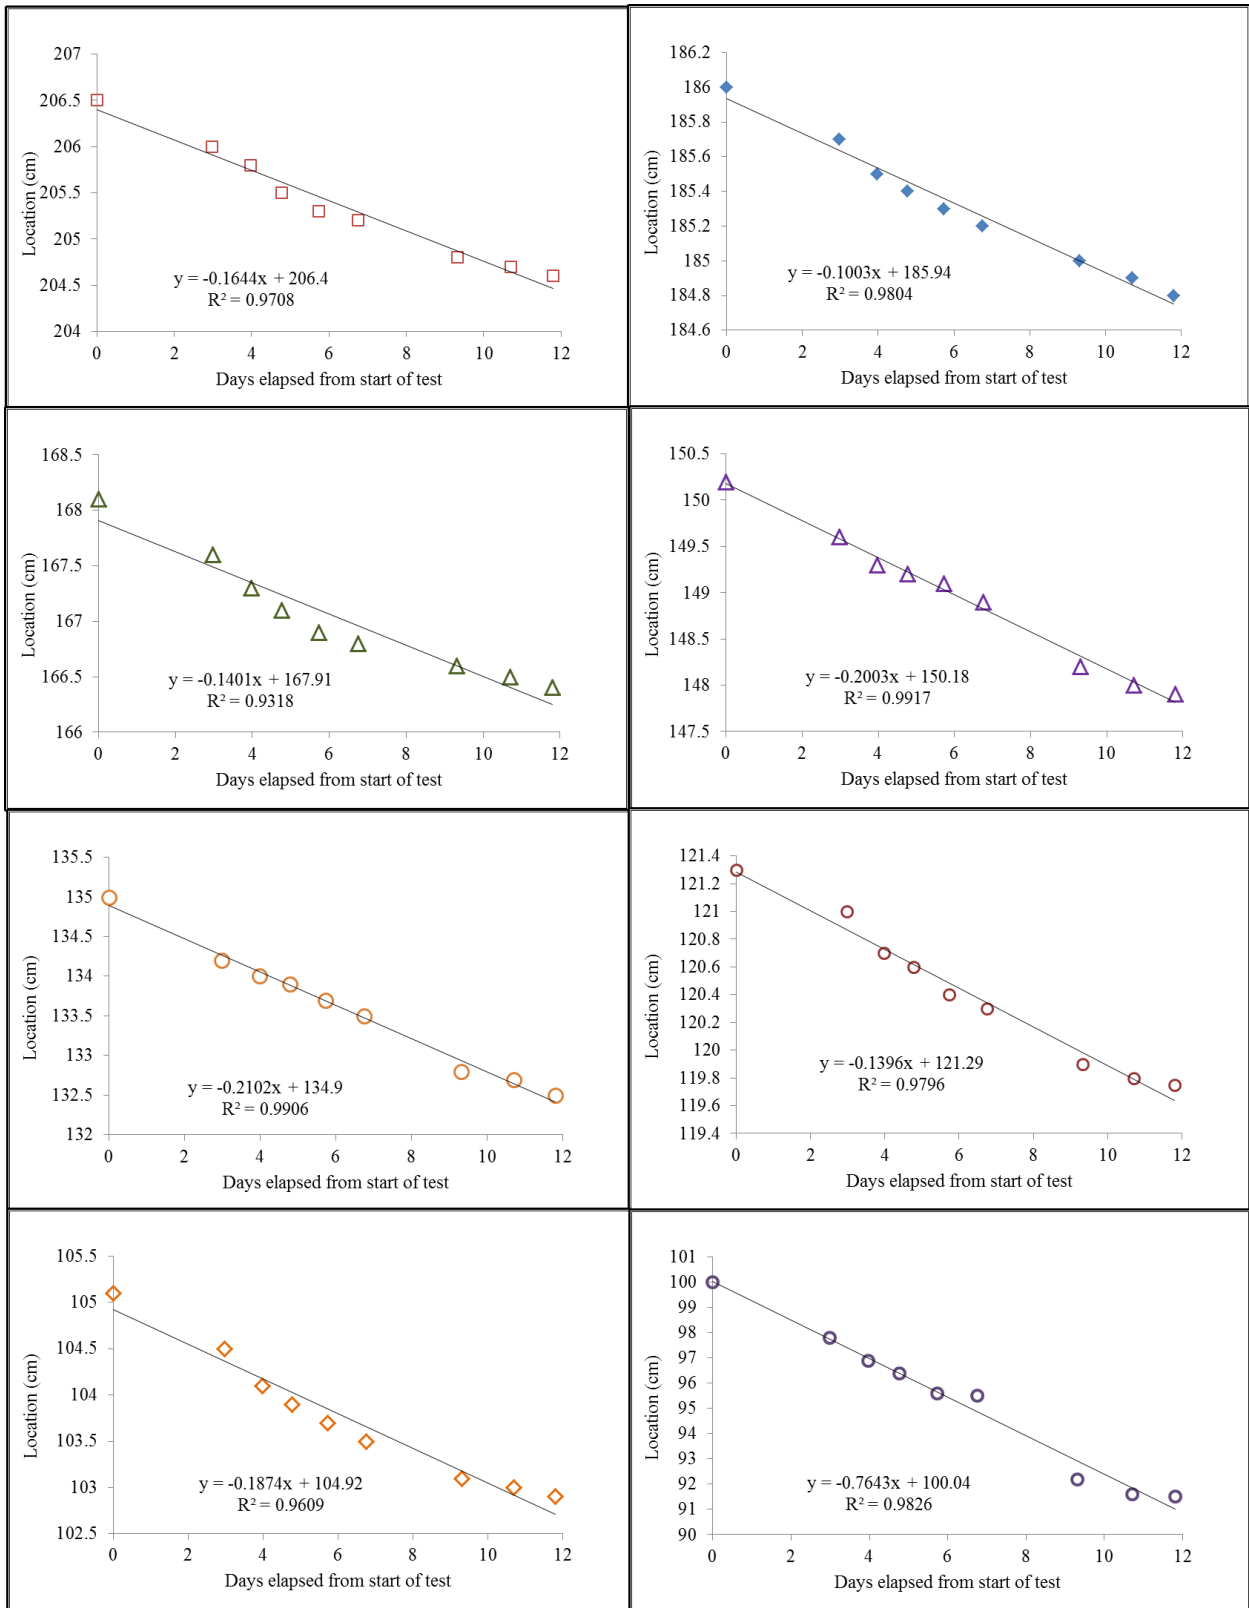 207
206.5
206
205.5
205
204.5
204
Location (cm)
y = -0.1644x + 206.4
R² = 0.9708
0 2 4 6 8 10 12
Days elapsed from start of test
186.2
186
185.8
185.6
185.4
185.2
185
184.8
184.6
Location (cm)
y = -0.1003x + 185.94
R² = 0.9804
0 2 4 6 8 10 12
Days elapsed from start of test
168.5
168
167.5
167
166.5
166
Location (cm)
y = -0.1401x + 167.91
R² = 0.9318
0 2 4 6 8 10 12
Days elapsed from start of test
150.5
150
149.5
149
148.5
148
147.5
Location (cm)
y = -0.2003x + 150.18
R² = 0.9917
0 2 4 6 8 10 12
Days elapsed from start of test
135.5
135
134.5
134
133.5
133
132.5
132
Location (cm)
y = -0.2102x + 134.9
R² = 0.9906
0 2 4 6 8 10 12
Days elapsed from start of test
121.4
121.2
121
120.8
120.6
120.4
120.2
120
119.8
119.6
119.4
Location (cm)
y = -0.1396x + 121.29
R² = 0.9796
0 2 4 6 8 10 12
Days elapsed from start of test
105.5
105
104.5
104
103.5
103
102.5
Location (cm)
y = -0.1874x + 104.92
R² = 0.9609
0 2 4 6 8 10 12
Days elapsed from start of test
101
100
99
98
97
96
95
94
93
92
91
90
Location (cm)
y = -0.7643x + 100.04
R² = 0.9826
0 2 4 6 8 10 12
Days elapsed from start of test